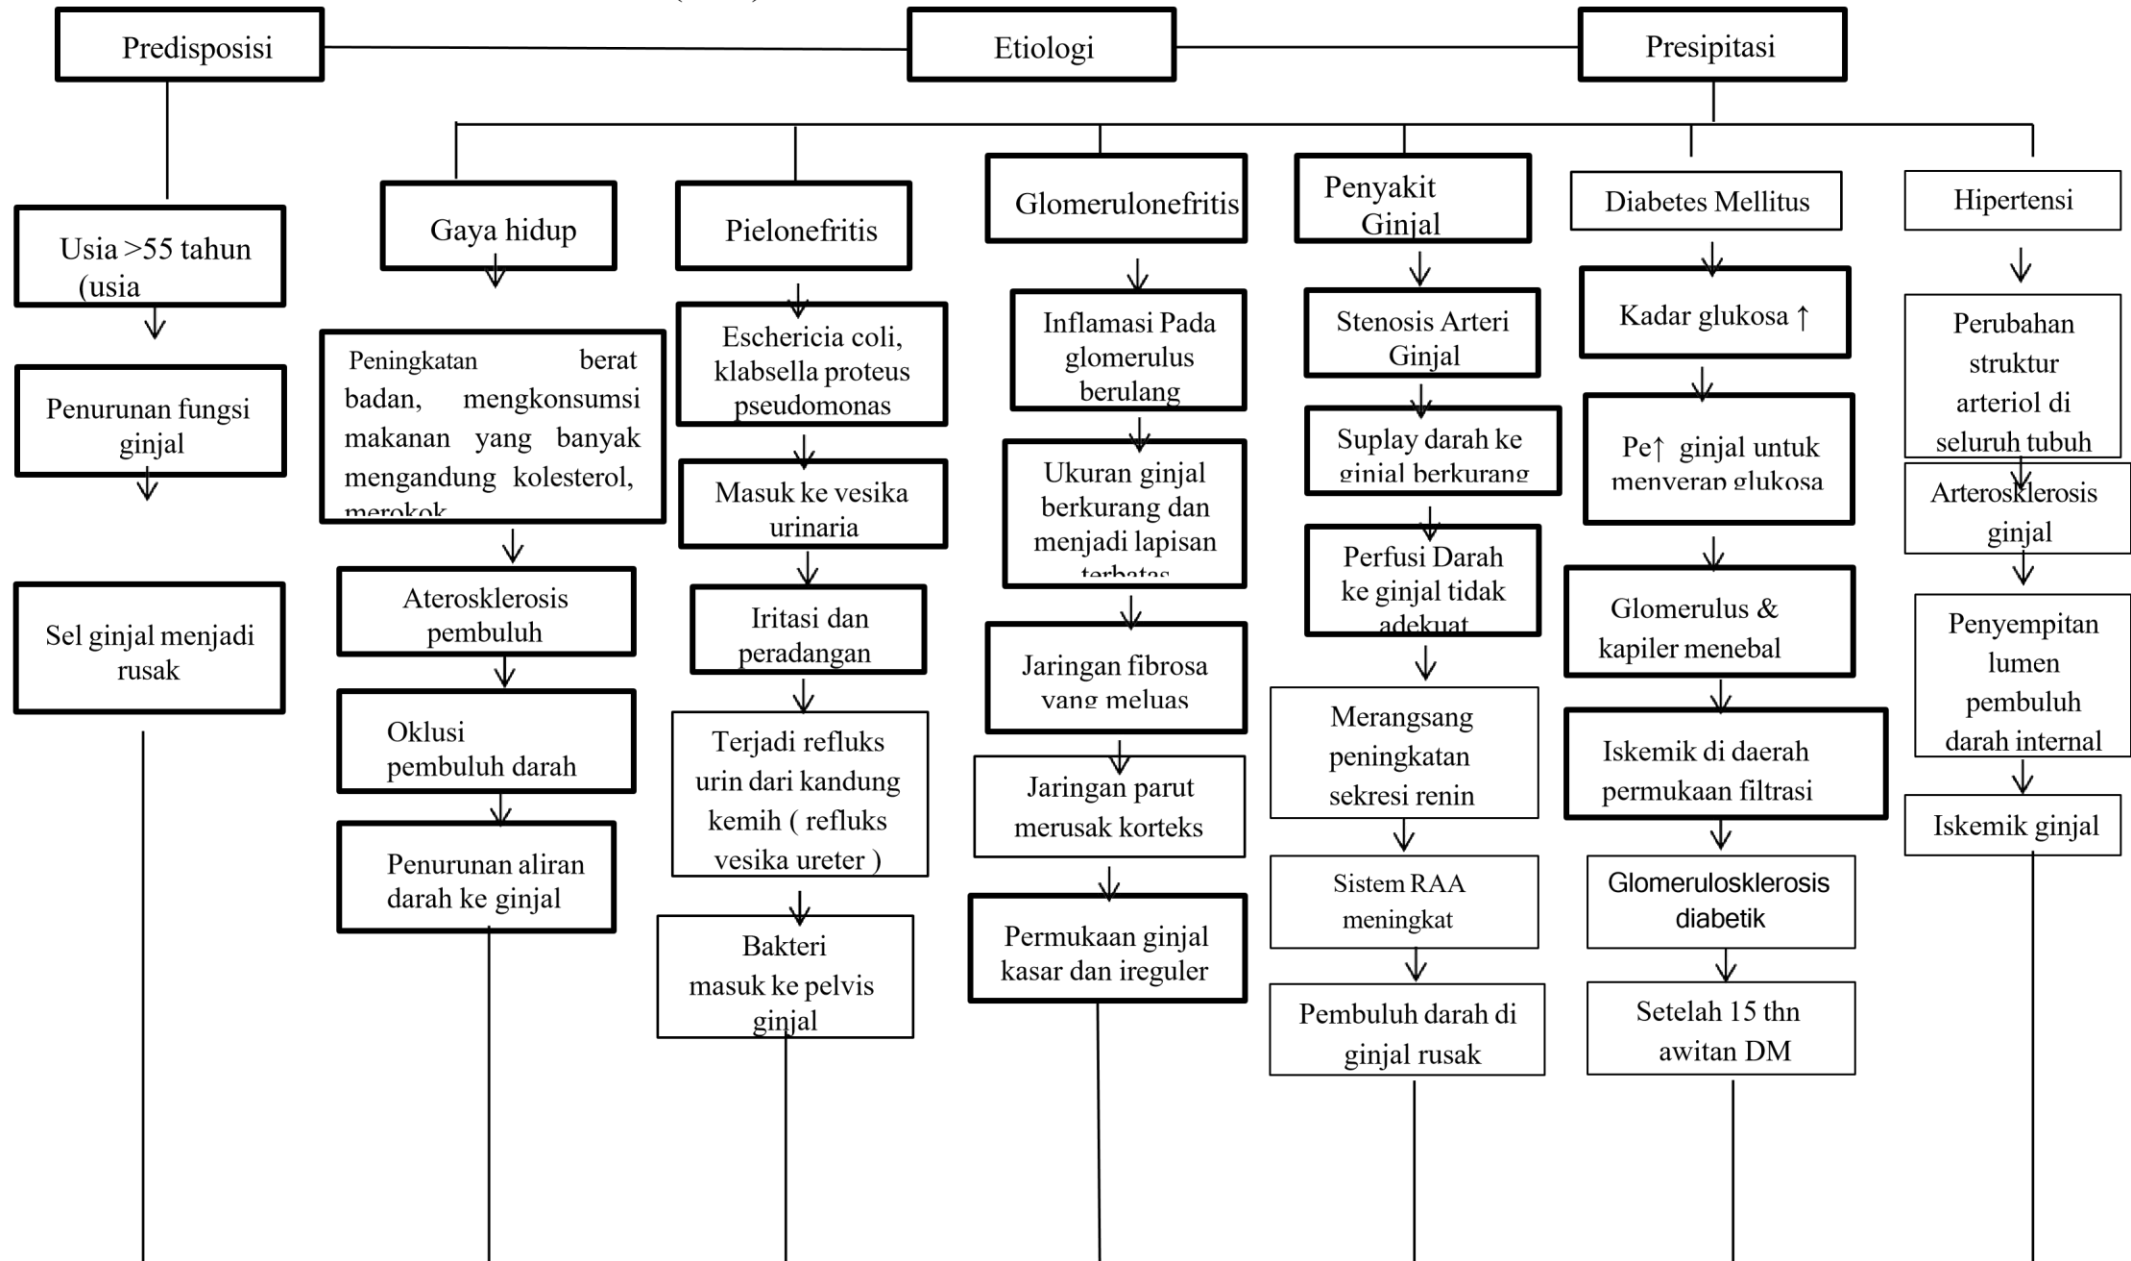 Predisposisi
Etiologi
Presipitasi
Usia >55 tahun
(usia
Penurunan fungsi
ginjal
Sel ginjal menjadi
rusak
Gaya hidup
Peningkatan berat
badan, mengkonsumsi
makanan yang banyak
mengandung kolesterol,
merokok
Aterosklerosis
pembuluh
Oklusi
pembuluh darah
Penurunan aliran
darah ke ginjal
Pielonefritis
Eschericia coli,
klabsella proteus
pseudomonas
Masuk ke vesika
urinaria
Iritasi dan
peradangan
Terjadi refluks
urin dari kandung
kemih ( refluks
vesika ureter )
Bakteri
masuk ke pelvis
ginjal
Glomerulonefritis
Inflamasi Pada
glomerulus
berulang
Ukuran ginjal
berkurang dan
menjadi lapisan
terbatas
Jaringan fibrosa
yang meluas
Jaringan parut
merusak korteks
Permukaan ginjal
kasar dan ireguler
Penyakit
Ginjal
Stenosis Arteri
Ginjal
Suplay darah ke
ginjal berkurang
Perfusi Darah
ke ginjal tidak
adekuat
Merangsang
peningkatan
sekresi renin
Sistem RAA
meningkat
Pembuluh darah di
ginjal rusak
Diabetes Mellitus
Kadar glukosa ↑
Pe↑ ginjal untuk
menyerap glukosa
Glomerulus &
kapiler menebal
Iskemik di daerah
permukaan filtrasi
Glomerulosklerosis
diabetik
Setelah 15 thn
awitan DM
Hipertensi
Perubahan
struktur
arteriol di
seluruh tubuh
Arterosklerosis
ginjal
Penyempitan
lumen
pembuluh
darah internal
Iskemik ginjal